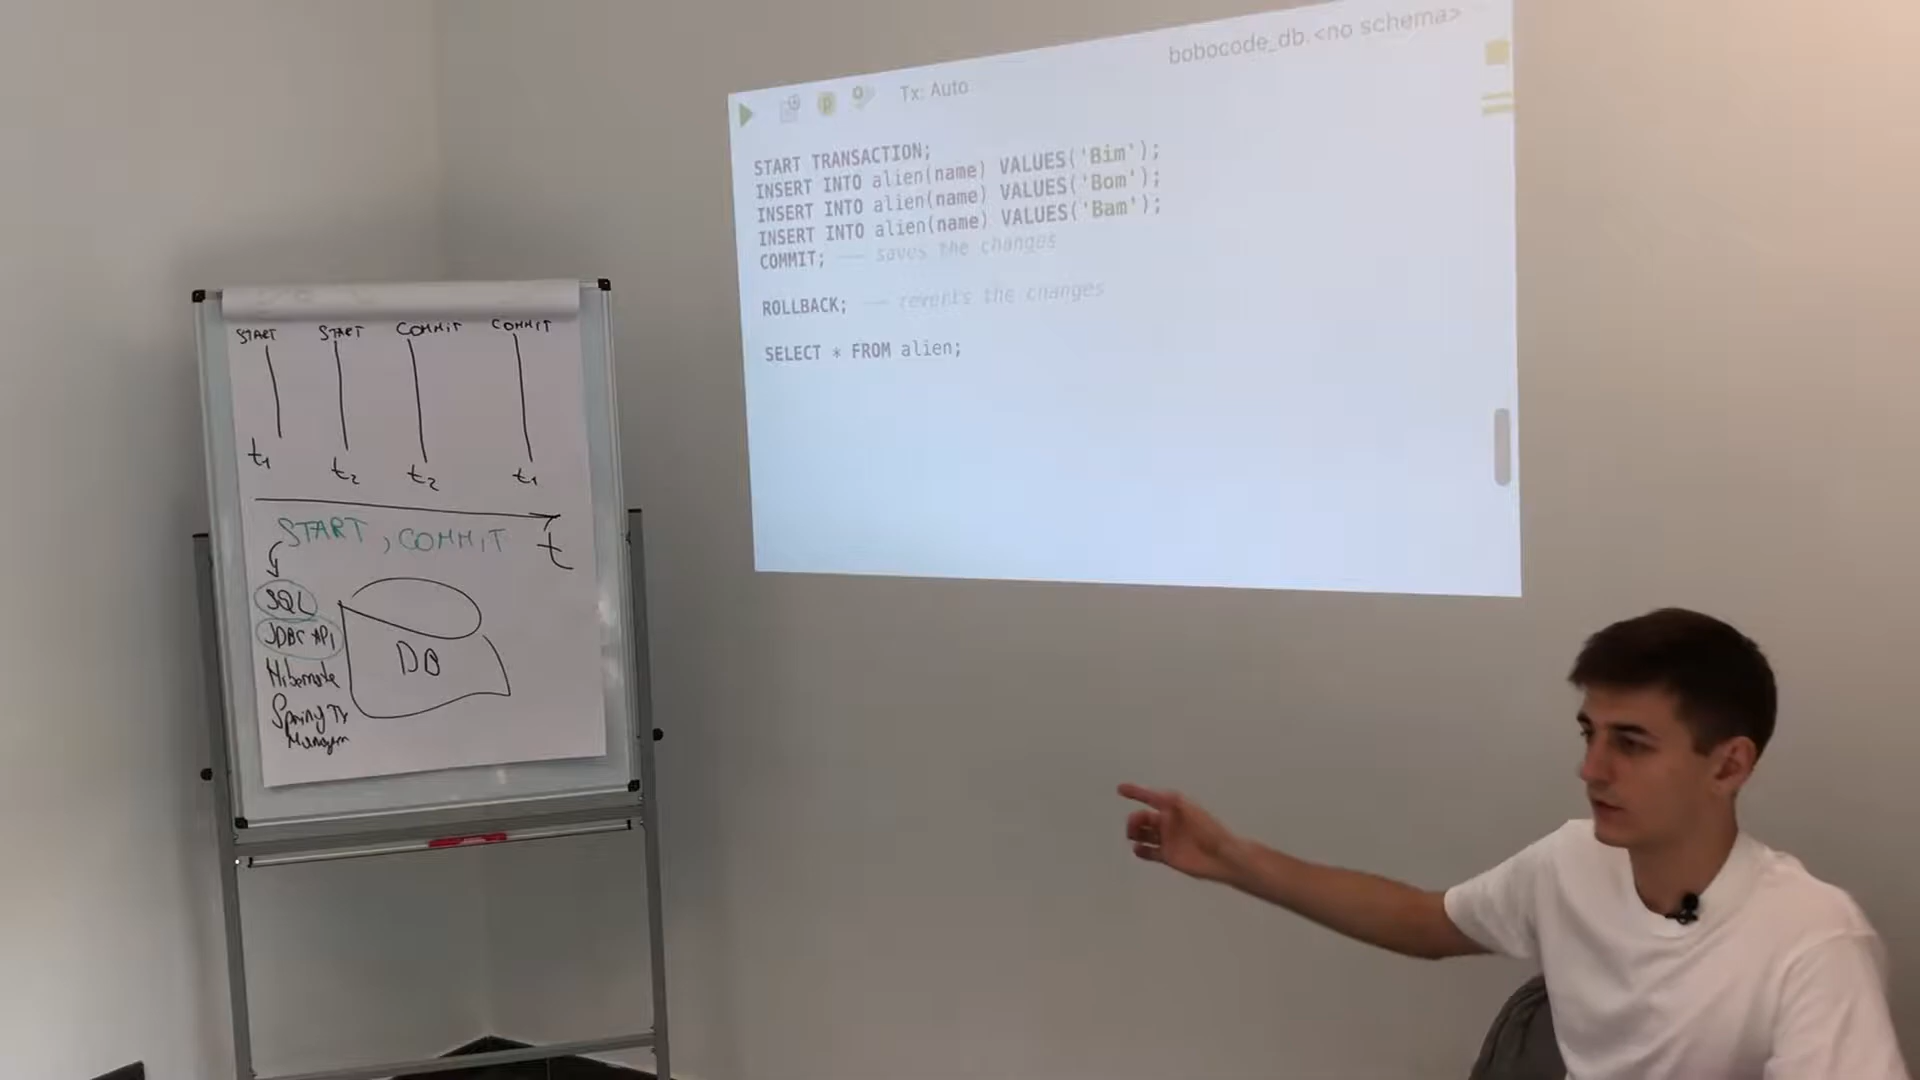 bobocode_db.<no schema>
Tx: Auto
START TRANSACTION;
INSERT INTO alien(name) VALUES('Bim');
INSERT INTO alien(name) VALUES('Bom');
INSERT INTO alien(name) VALUES('Bam');
COMMIT; -- saves the changes
ROLLBACK; -- reverts the changes
SELECT * FROM alien;
START START COMMIT COMMIT
t1 t2 t2 t1
START, COMMIT t
SQL
JDBC API
DB
Hibernate
Spring Tx